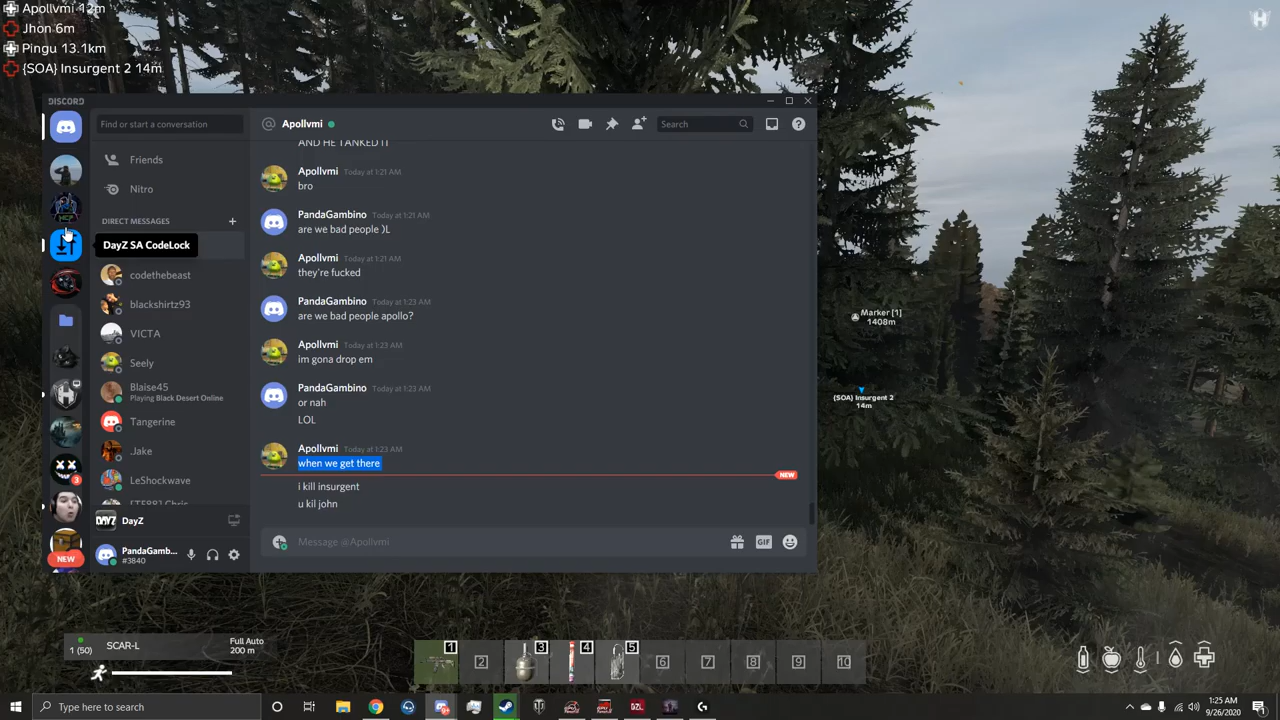 Apollvmi 12m
Jhon 6m
Pingu 13.1km
{SOA} Insurgent 2 14m
DISCORD
Find or start a conversation
Friends
Nitro
DIRECT MESSAGES
DayZ SA CodeLock
codethebeast
blackshirtz93
VICTA
Seely
Blaise45
Playing Black Desert Online
Tangerine
.Jake
LeShockwave
[TF88] Chris
3
NEW
DAYZ
DayZ
PandaGamb...
#3840
Apollvmi
Search
AND HE TANKED IT
Apollvmi Today at 1:21 AM
bro
PandaGambino Today at 1:21 AM
are we bad people )L
Apollvmi Today at 1:21 AM
they're fucked
PandaGambino Today at 1:23 AM
are we bad people apollo?
Apollvmi Today at 1:23 AM
im gona drop em
PandaGambino Today at 1:23 AM
or nah
LOL
Apollvmi Today at 1:23 AM
when we get there
NEW
i kill insurgent
u kil john
Message @Apollvmi
GIF
Marker [1]
1408m
{SOA} Insurgent 2
14m
1 (50)
SCAR-L
Full Auto
200 m
1
2
3
4
5
6
7
8
9
10
Type here to search
1:25 AM
9/26/2020